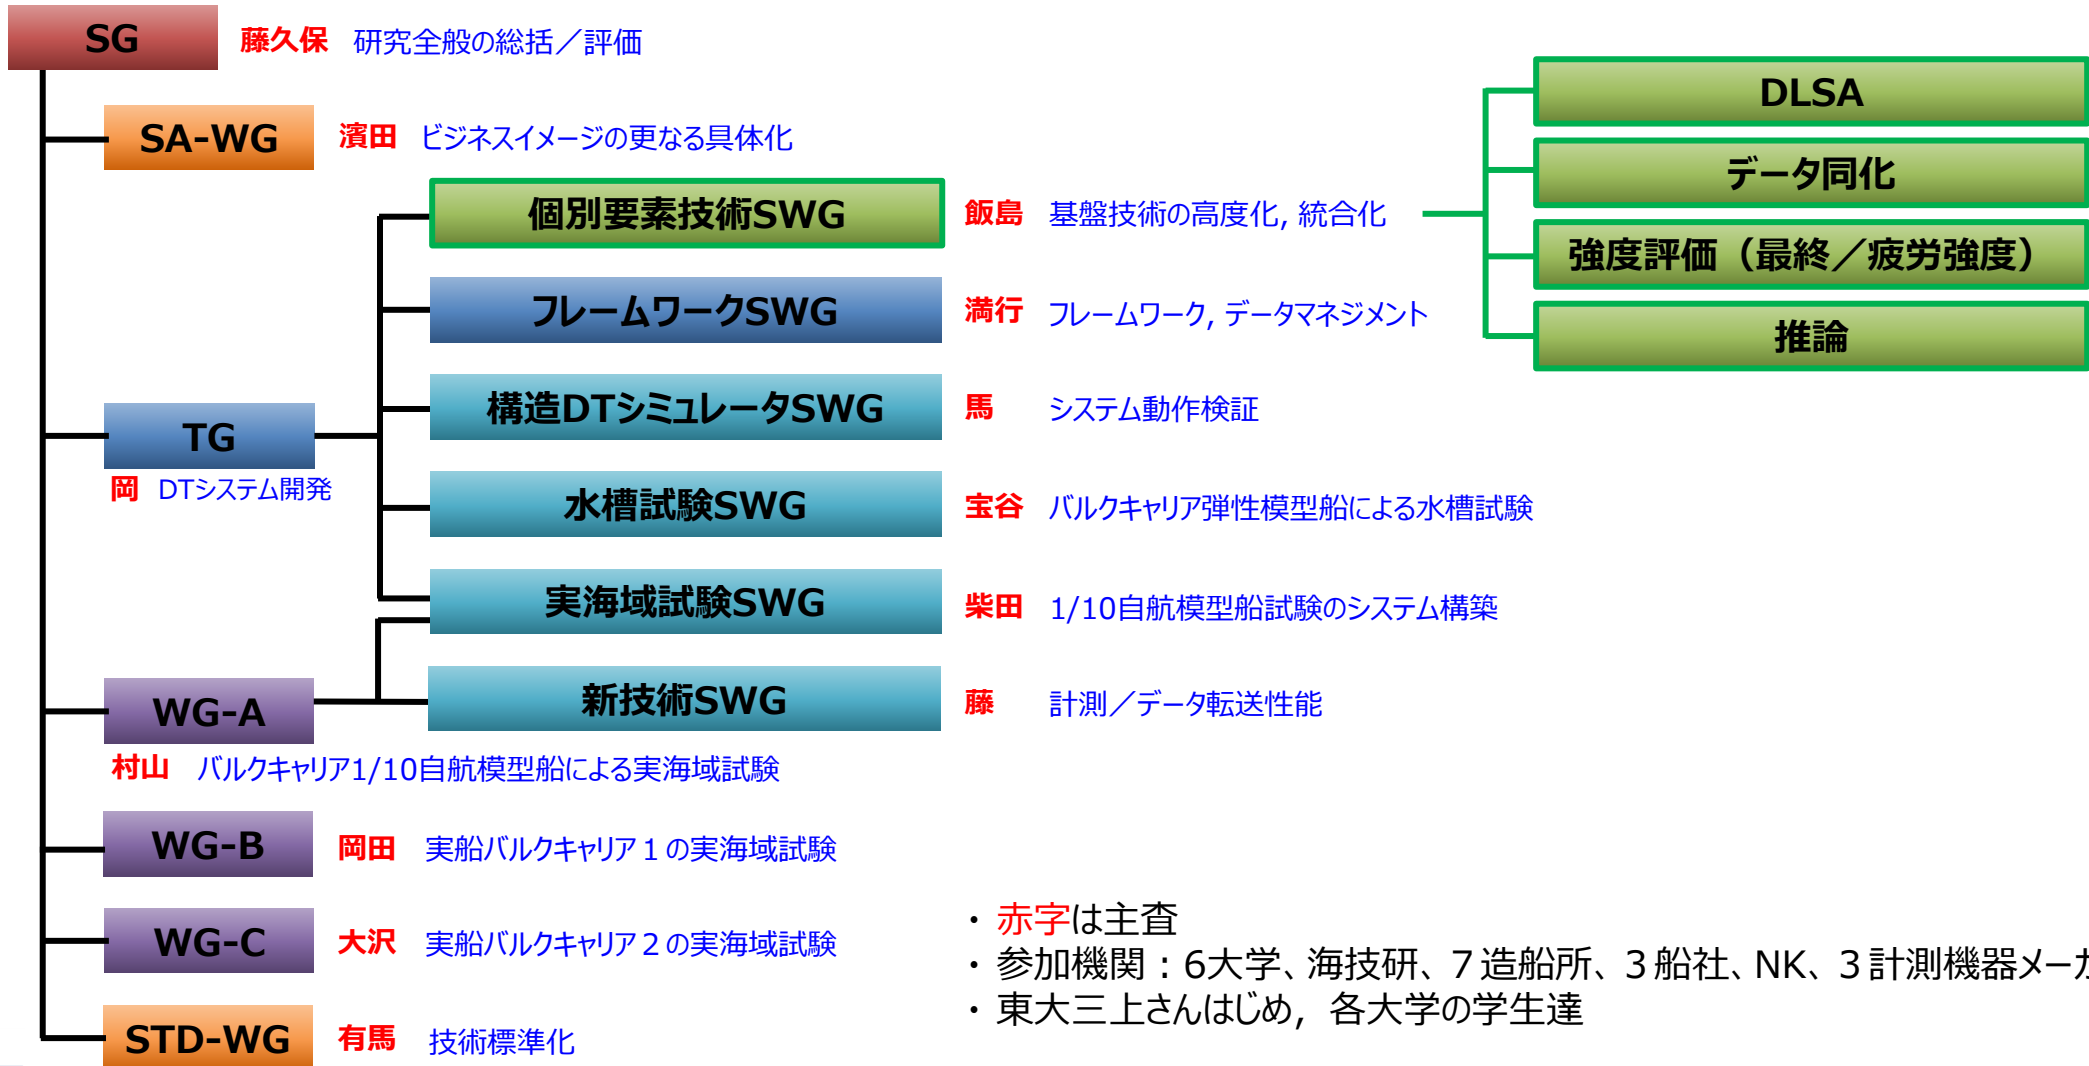 SG 藤久保 研究全般の総括／評価
SA-WG 濱田 ビジネスイメージの更なる具体化
個別要素技術SWG 飯島 基盤技術の高度化, 統合化
フレームワークSWG 満行 フレームワーク, データマネジメント
構造DTシミュレータSWG 馬 システム動作検証
TG
岡 DTシステム開発
水槽試験SWG 宝谷 バルクキャリア弾性模型船による水槽試験
実海域試験SWG 柴田 1/10自航模型船試験のシステム構築
WG-A
新技術SWG 藤 計測／データ転送性能
村山 バルクキャリア1/10自航模型船による実海域試験
WG-B 岡田 実船バルクキャリア１の実海域試験
WG-C 大沢 実船バルクキャリア２の実海域試験
STD-WG 有馬 技術標準化
DLSA
データ同化
強度評価（最終／疲労強度）
推論
・ 赤字は主査
・ 参加機関：6大学、海技研、７造船所、３船社、NK、３計測機器メーカ
・ 東大三上さんはじめ，各大学の学生達